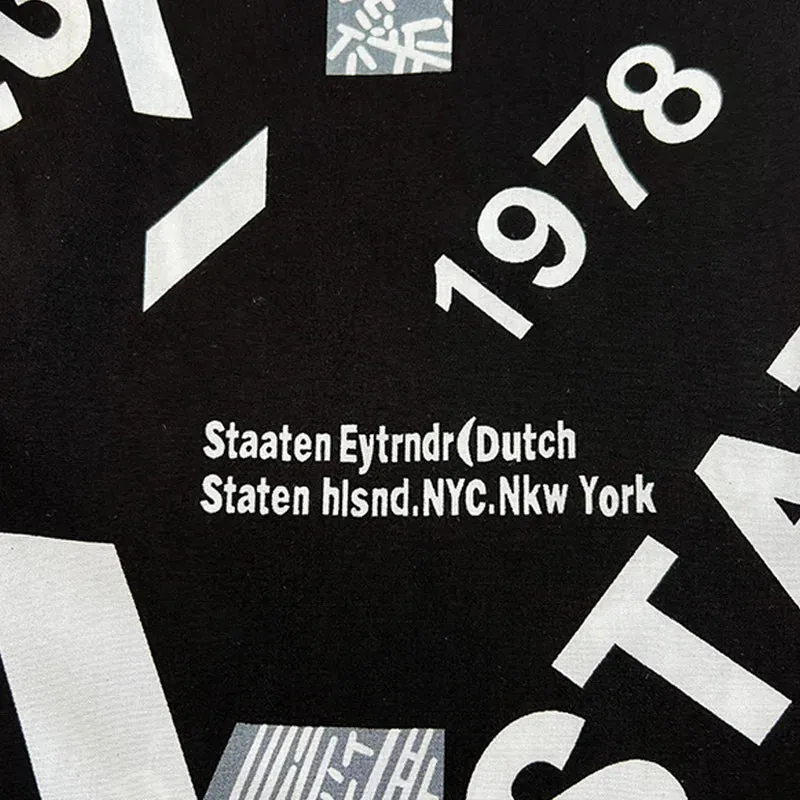 1978
Staaten Eytrndr(Dutch
Staten hlsnd.NYC.Nkw York
STA